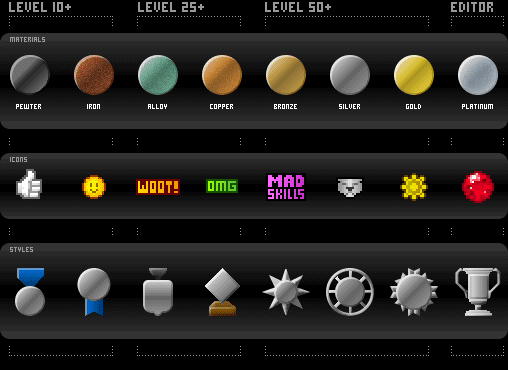 LEVEL 10+ LEVEL 25+ LEVEL 50+ EDITOR
MATERIALS
PEWTER IRON ALLOY COPPER BRONZE SILVER GOLD PLATINUM
ICONS
WOOT! OMG MAD
SKILLS
STYLES